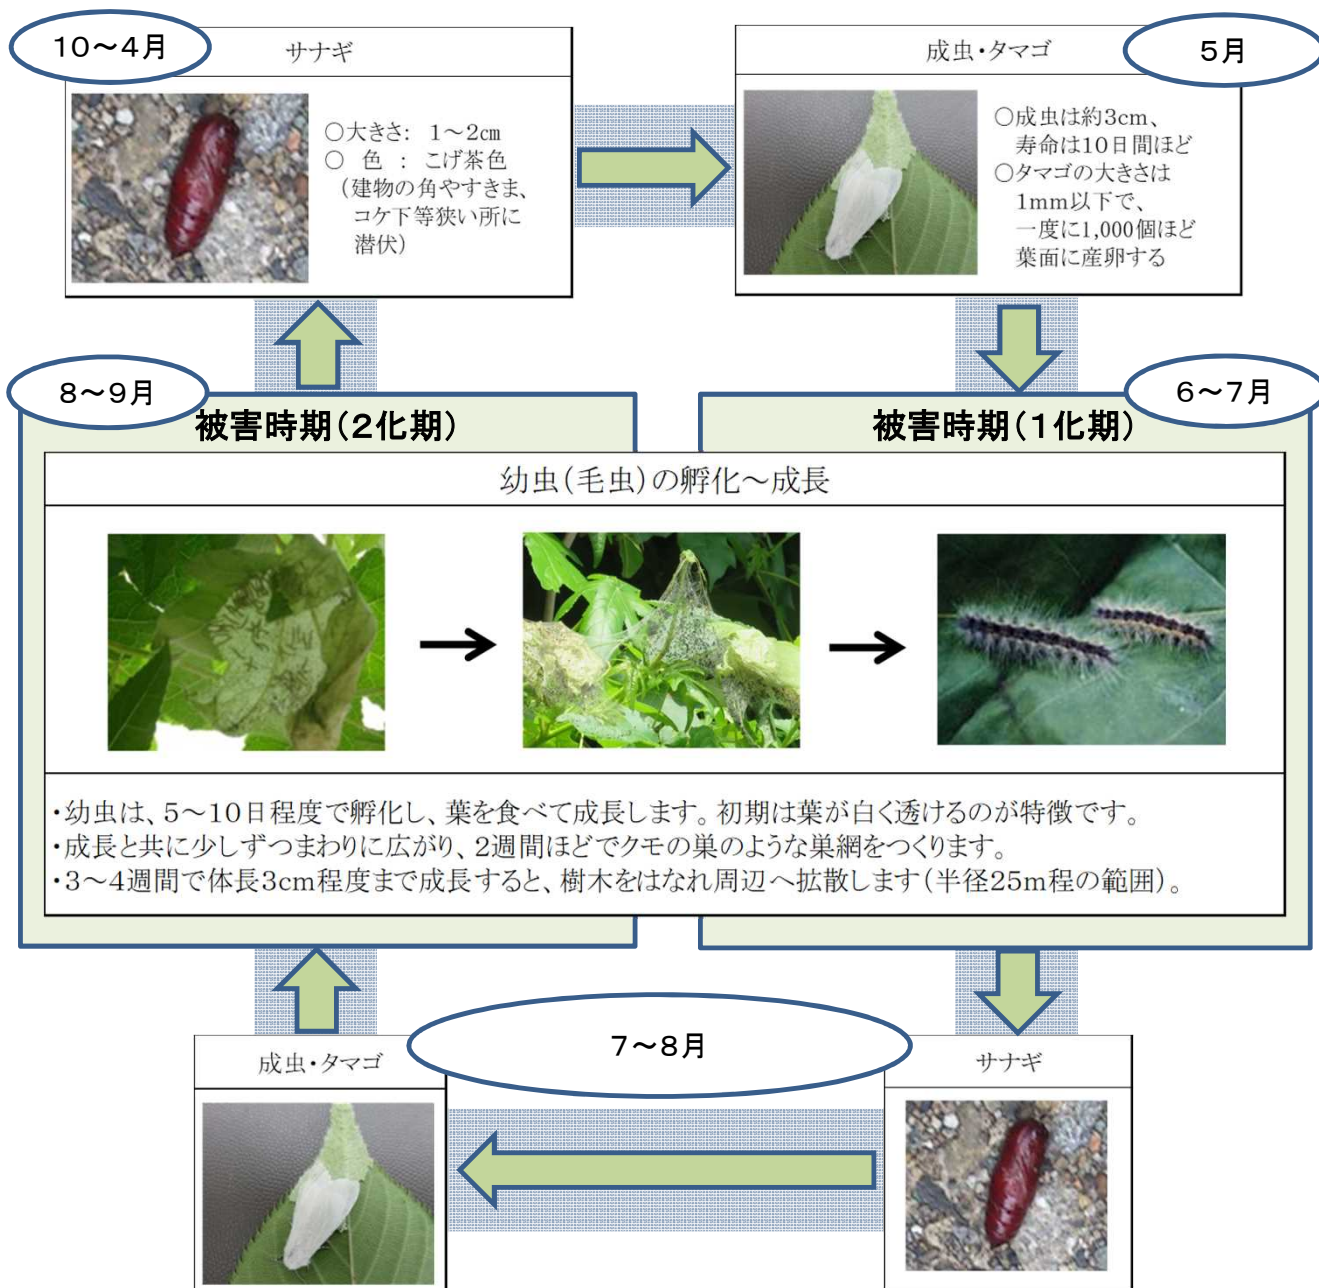 10～4月
サナギ
○大きさ： 1～2㎝
○ 色 ： こげ茶色
（建物の角やすきま、
コケ下等狭い所に
潜伏）
5月
成虫・タマゴ
○成虫は約3cm、
寿命は10日間ほど
○タマゴの大きさは
1mm以下で、
一度に1,000個ほど
葉面に産卵する
8～9月
被害時期（2化期）
6～7月
被害時期（1化期）
幼虫（毛虫）の孵化～成長
・幼虫は、5～10日程度で孵化し、葉を食べて成長します。初期は葉が白く透けるのが特徴です。
・成長と共に少しずつまわりに広がり、2週間ほどでクモの巣のような巣網をつくります。
・3～4週間で体長3cm程度まで成長すると、樹木をはなれ周辺へ拡散します（半径25m程の範囲）。
7～8月
成虫・タマゴ
サナギ